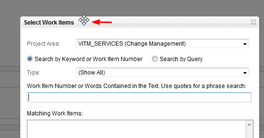 Select Work Items
Project Area: VITM_SERVICES (Change Management)
Search by Keyword or Work Item Number Search by Query
Type: (Show All)
Work Item Number or Words Contained in the Text. Use quotes for a phrase search:
Matching Work Items: